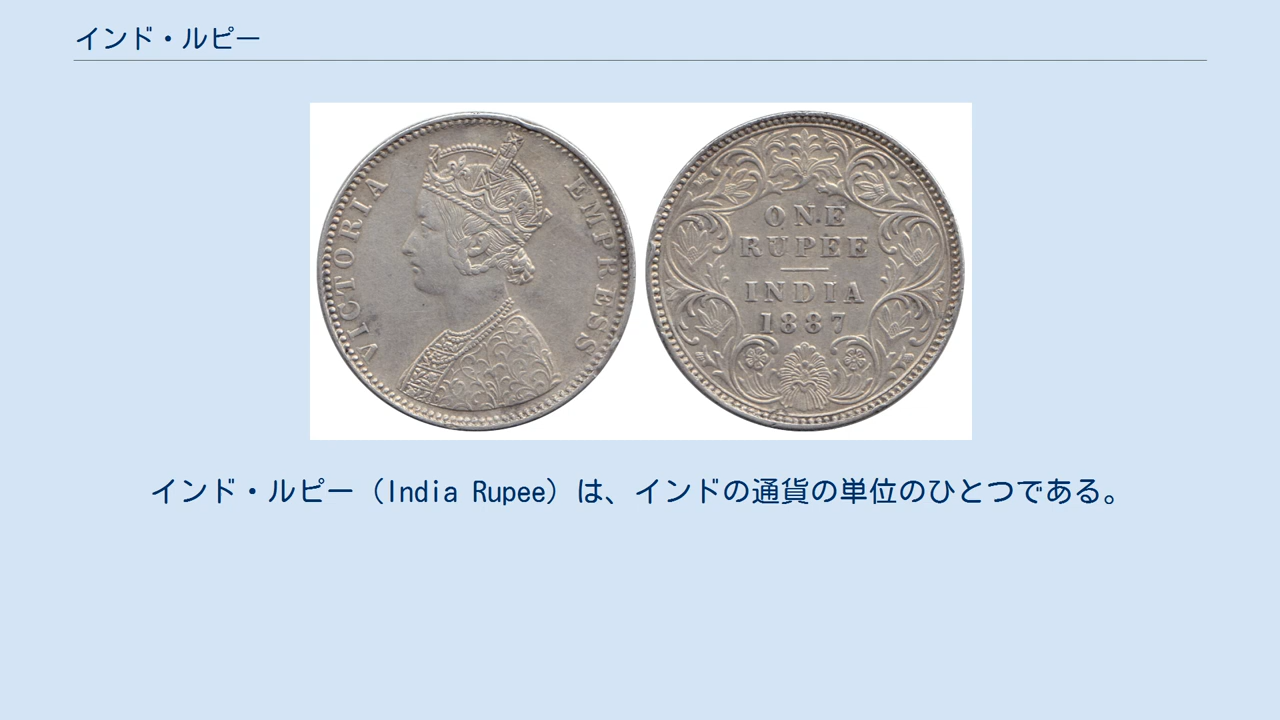 インド・ルピー
VICTORIA EMPRESS
ONE
RUPEE
INDIA
1887
インド・ルピー（India Rupee）は、インドの通貨の単位のひとつである。